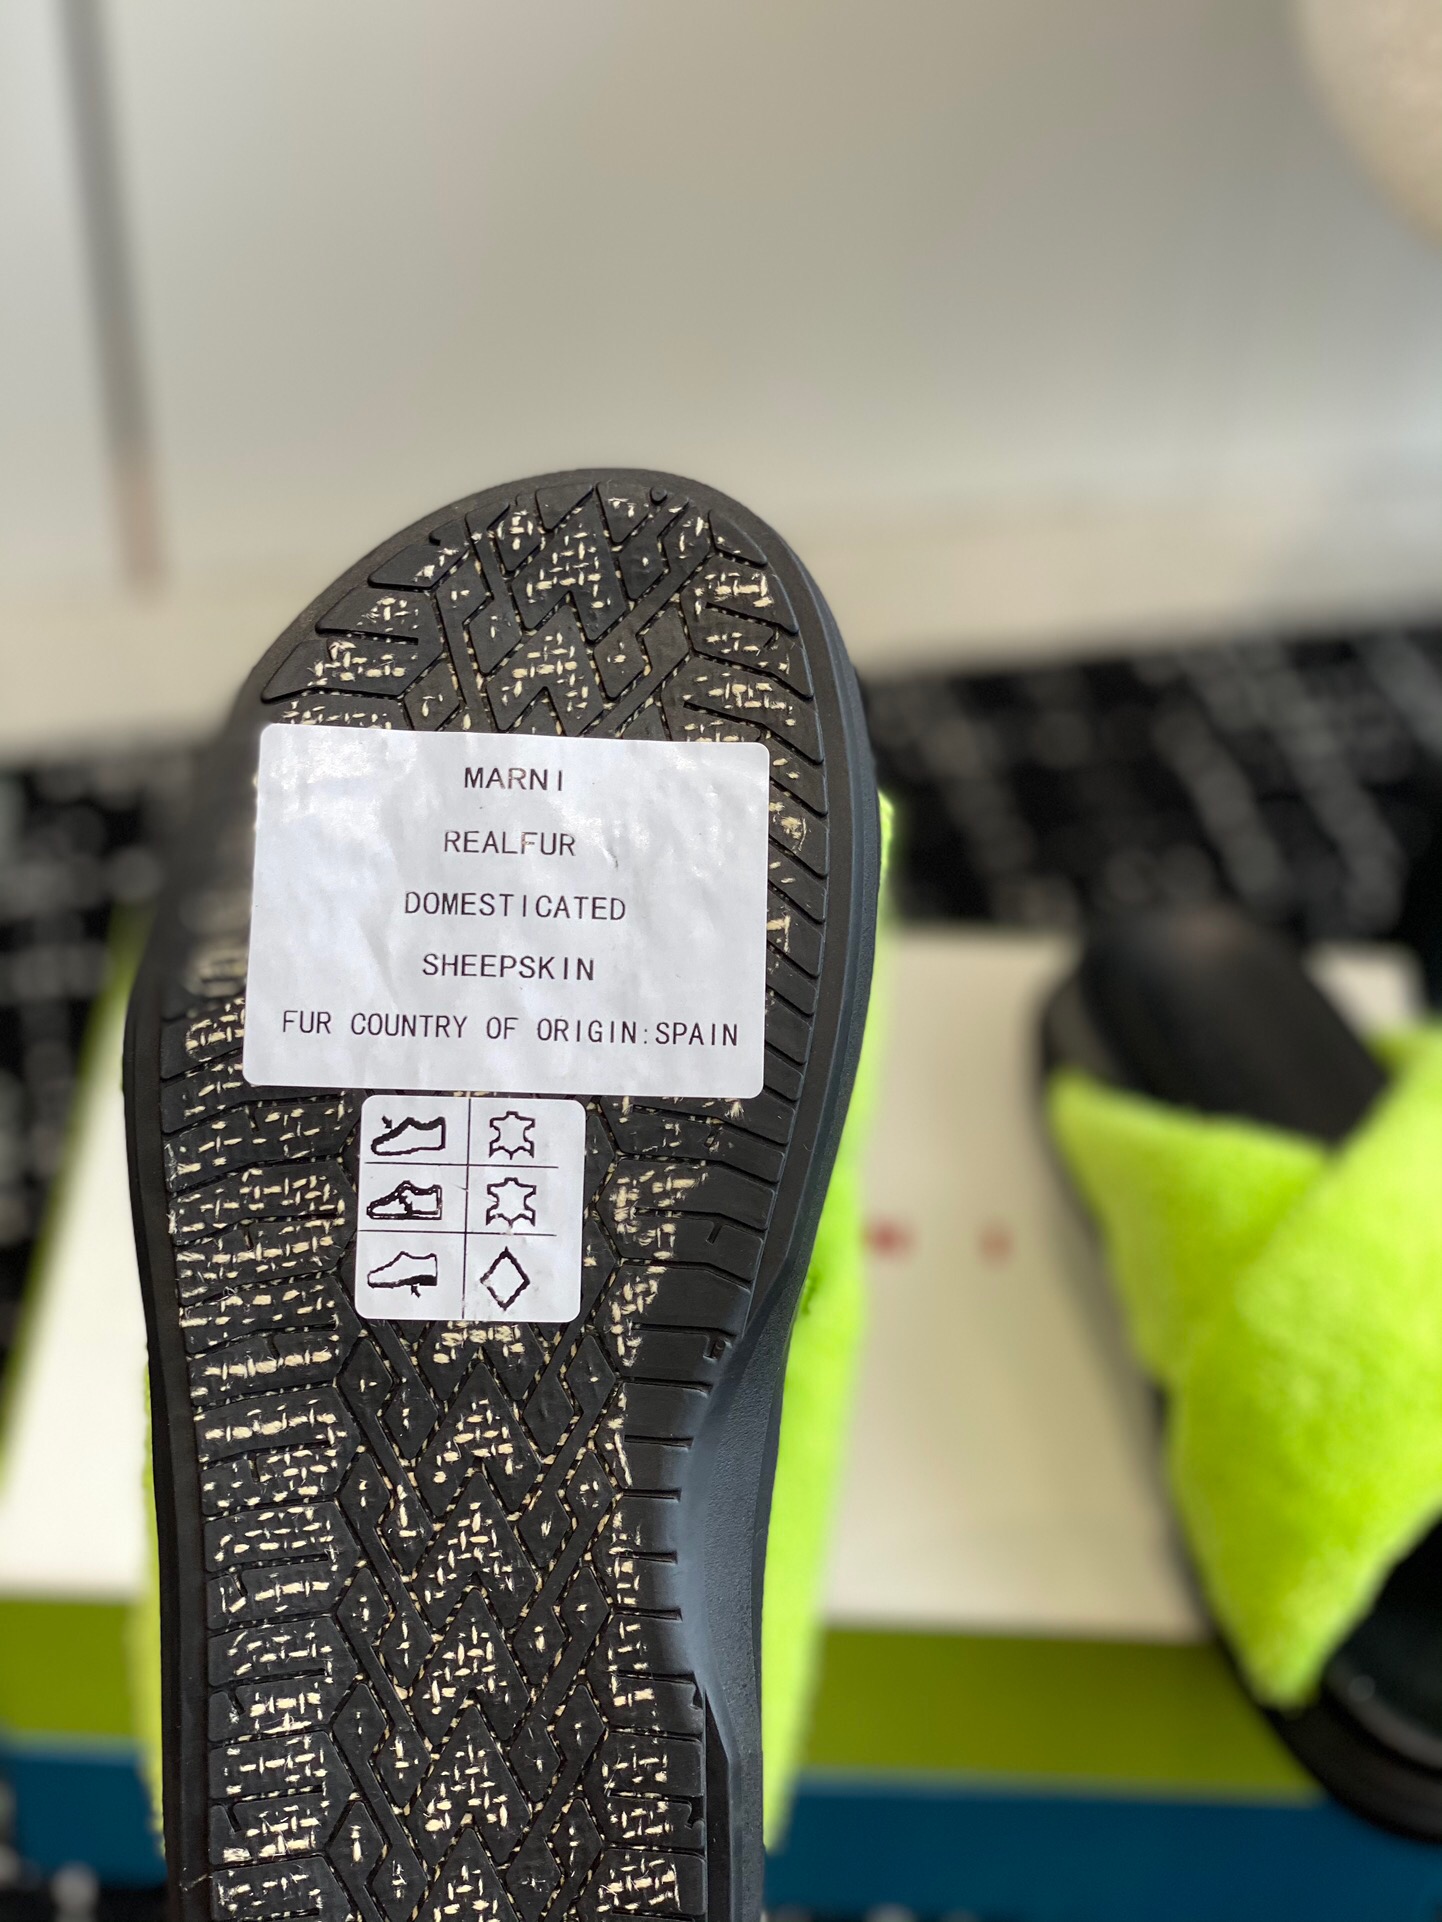 MARNI
REALFUR
DOMESTICATED
SHEEPSKIN
FUR COUNTRY OF ORIGIN:SPAIN